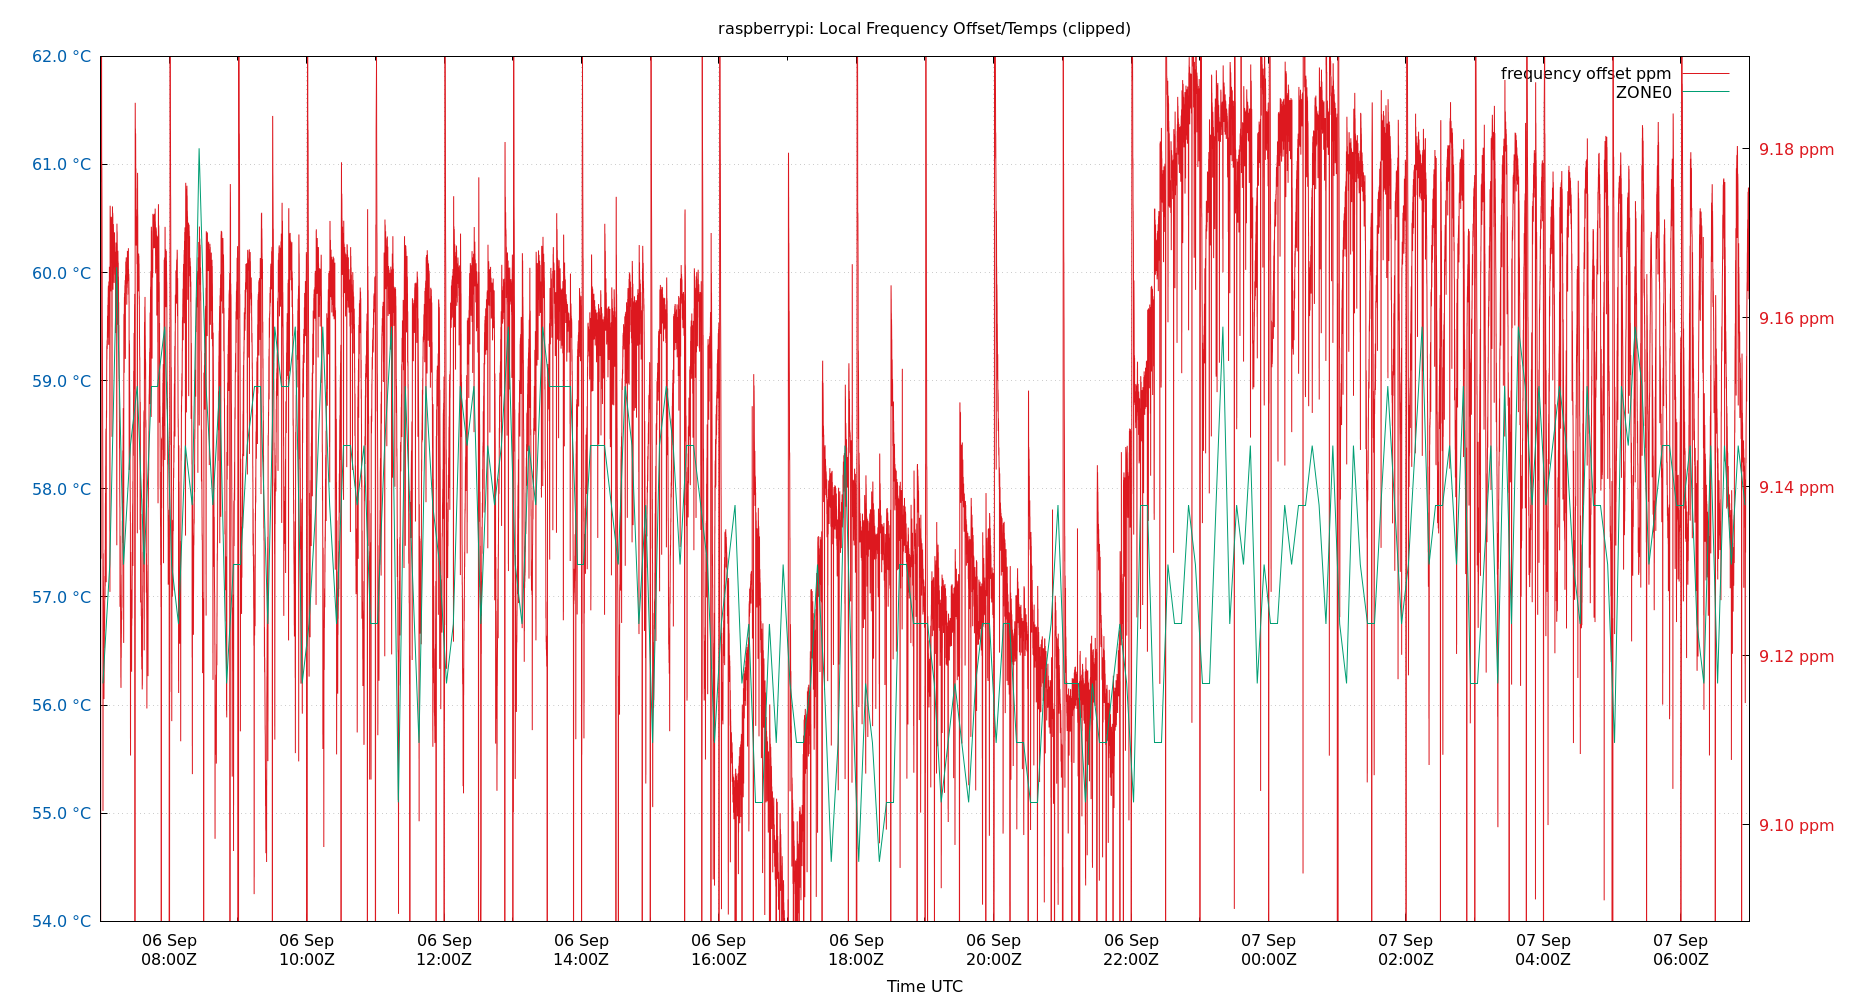 raspberrypi: Local Frequency Offset/Temps (clipped)
frequency offset ppm
ZONE0
62.0 °C
61.0 °C
60.0 °C
59.0 °C
58.0 °C
57.0 °C
56.0 °C
55.0 °C
54.0 °C
9.18 ppm
9.16 ppm
9.14 ppm
9.12 ppm
9.10 ppm
06 Sep 06 Sep 06 Sep 06 Sep 06 Sep 06 Sep 06 Sep 06 Sep 07 Sep 07 Sep 07 Sep 07 Sep
08:00Z 10:00Z 12:00Z 14:00Z 16:00Z 18:00Z 20:00Z 22:00Z 00:00Z 02:00Z 04:00Z 06:00Z
Time UTC